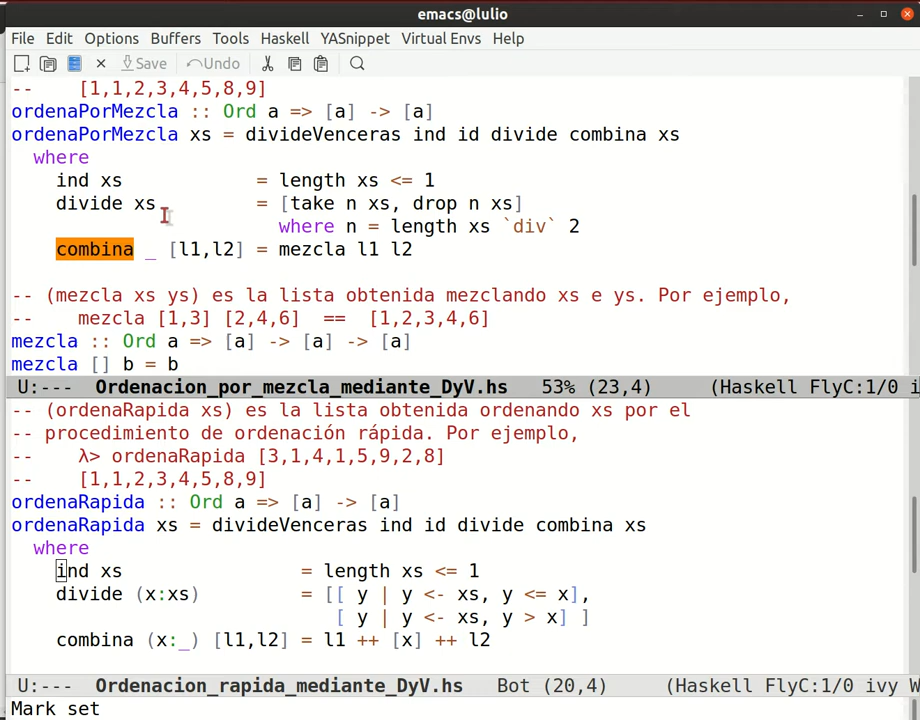 emacs@lulio
File Edit Options Buffers Tools Haskell YASnippet Virtual Envs Help
Save Undo
--    [1,1,2,3,4,5,8,9]
ordenaPorMezcla :: Ord a => [a] -> [a]
ordenaPorMezcla xs = divideVenceras ind id divide combina xs
  where
    ind xs            = length xs <= 1
    divide xs         = [take n xs, drop n xs]
                        where n = length xs `div` 2
    combina _ [l1,l2] = mezcla l1 l2
-- (mezcla xs ys) es la lista obtenida mezclando xs e ys. Por ejemplo,
--    mezcla [1,3] [2,4,6]  ==  [1,2,3,4,6]
mezcla :: Ord a => [a] -> [a] -> [a]
mezcla [] b = b
U:---  Ordenacion_por_mezcla_mediante_DyV.hs   53% (23,4)     (Haskell FlyC:1/0 i
-- (ordenaRapida xs) es la lista obtenida ordenando xs por el
-- procedimiento de ordenación rápida. Por ejemplo,
--    λ> ordenaRapida [3,1,4,1,5,9,2,8]
--    [1,1,2,3,4,5,8,9]
ordenaRapida :: Ord a => [a] -> [a]
ordenaRapida xs = divideVenceras ind id divide combina xs
  where
    ind xs                = length xs <= 1
    divide (x:xs)         = [[ y | y <- xs, y <= x],
                             [ y | y <- xs, y > x] ]
    combina (x:_) [l1,l2] = l1 ++ [x] ++ l2
U:---  Ordenacion_rapida_mediante_DyV.hs   Bot (20,4)     (Haskell FlyC:1/0 ivy W
Mark set